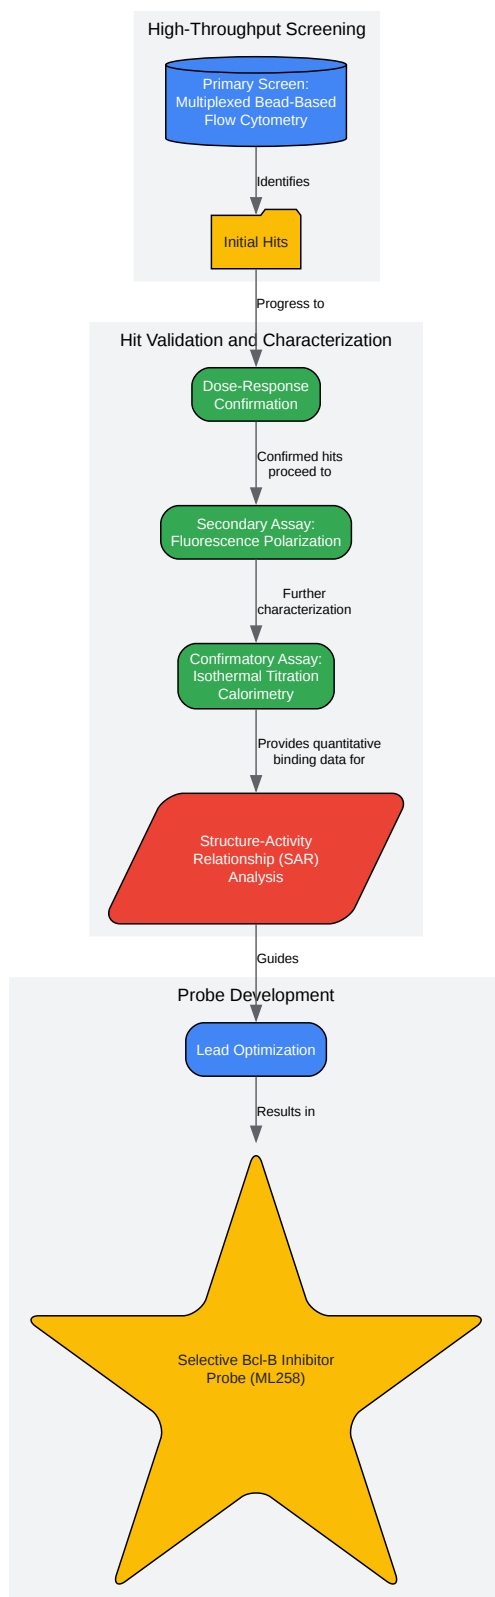 High-Throughput Screening
Primary Screen:
Multiplexed Bead-Based
Flow Cytometry
Identifies
Initial Hits
Progress to
Hit Validation and Characterization
Dose-Response
Confirmation
Confirmed hits
proceed to
Secondary Assay:
Fluorescence Polarization
Further
characterization
Confirmatory Assay:
Isothermal Titration
Calorimetry
Provides quantitative
binding data for
Structure-Activity
Relationship (SAR)
Analysis
Guides
Probe Development
Lead Optimization
Results in
Selective Bcl-B Inhibitor
Probe (ML258)